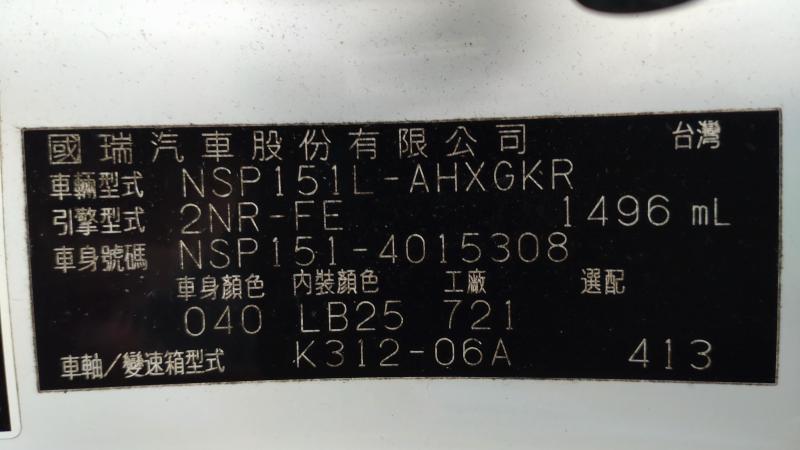 國瑞汽車股份有限公司 台灣
車輛型式 NSP151L-AHXGKR
引擎型式 2NR-FE 1496 mL
車身號碼 NSP151-4015308
車身顏色 內裝顏色 工廠 選配
040 LB25 721
車軸/變速箱型式 K312-06A 413